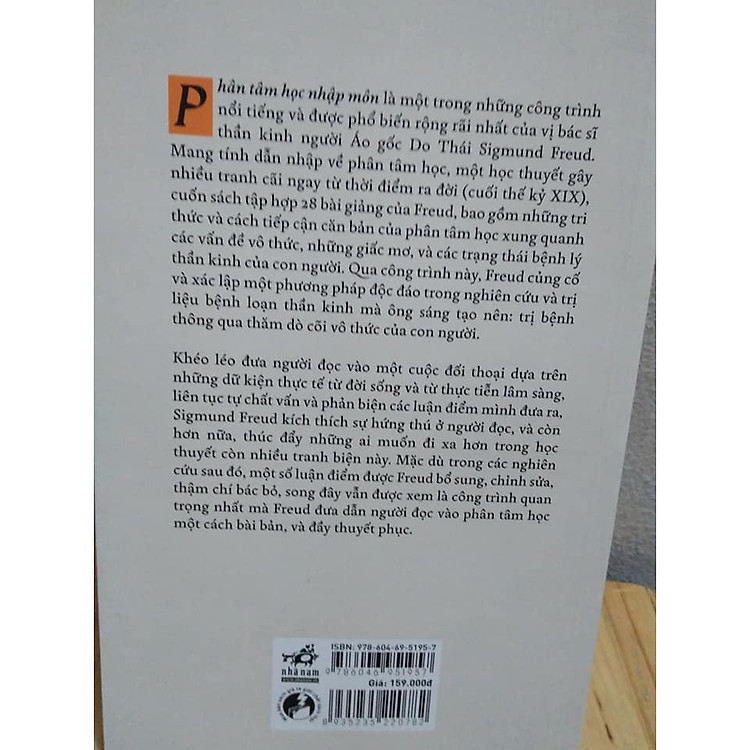 Phân tâm học nhập môn là một trong những công trình
nổi tiếng và được phổ biến rộng rãi nhất của vị bác sĩ
thần kinh người Áo gốc Do Thái Sigmund Freud.
Mang tính dẫn nhập về phân tâm học, một học thuyết gây
nhiều tranh cãi ngay từ thời điểm ra đời (cuối thế kỷ XIX),
cuốn sách tập hợp 28 bài giảng của Freud, bao gồm những tri
thức và cách tiếp cận căn bản của phân tâm học xung quanh
các vấn đề vô thức, những giấc mơ, và các trạng thái bệnh lý
thần kinh của con người. Qua công trình này, Freud củng cố
và xác lập một phương pháp độc đáo trong nghiên cứu và trị
liệu bệnh loạn thần kinh mà ông sáng tạo nên: trị bệnh
thông qua thăm dò cõi vô thức của con người.
Khéo léo đưa người đọc vào một cuộc đối thoại dựa trên
những dữ kiện thực tế từ đời sống và từ thực tiễn lâm sàng,
liên tục tự chất vấn và phản biện các luận điểm mình đưa ra,
Sigmund Freud kích thích sự hứng thú ở người đọc, và còn
hơn nữa, thúc đẩy những ai muốn đi xa hơn trong học
thuyết còn nhiều tranh biện này. Mặc dù trong các nghiên
cứu sau đó, một số luận điểm được Freud bổ sung, chỉnh sửa,
thậm chí bác bỏ, song đây vẫn được xem là công trình quan
trọng nhất mà Freud đưa dẫn người đọc vào phân tâm học
một cách bài bản, và đầy thuyết phục.
ISBN: 978-604-69-5195-7
nhã nam
9 786046 951957
Giá: 159.000đ
8 935235 220782